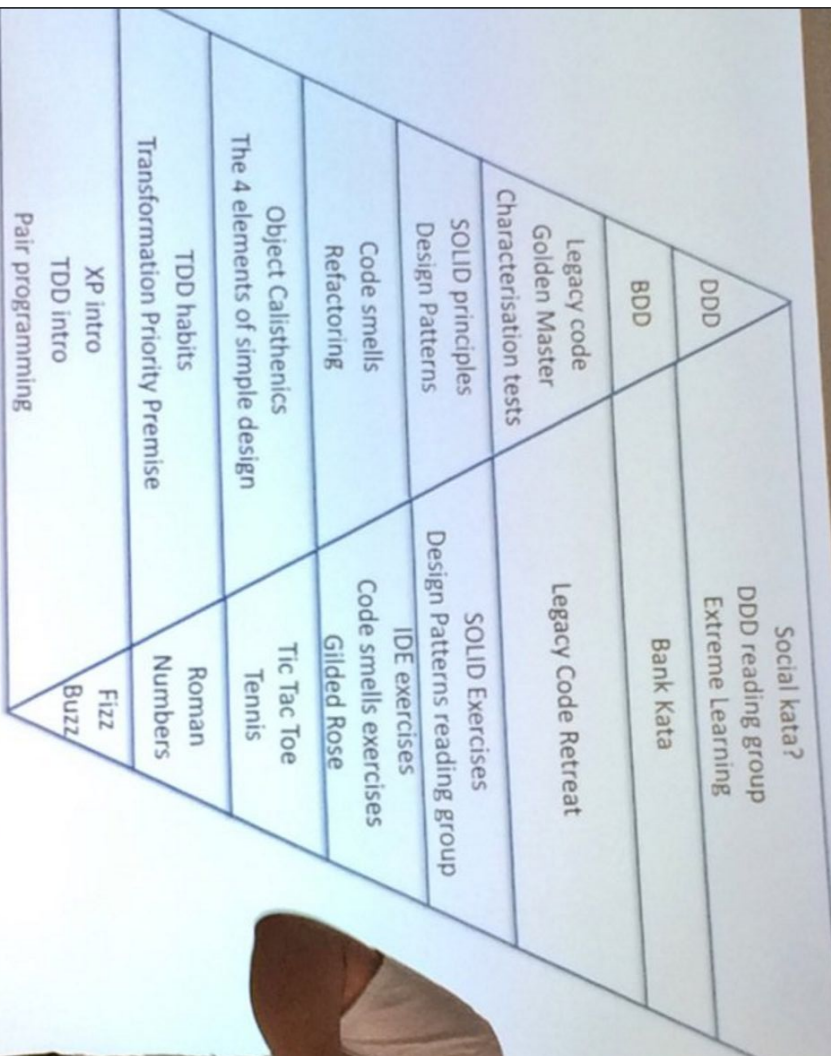 DDD
Social kata?
DDD reading group
Extreme Learning
BDD
Bank Kata
Legacy code
Golden Master
Characterisation tests
Legacy Code Retreat
SOLID principles
Design Patterns
SOLID Exercises
Design Patterns reading group
Code smells
Refactoring
IDE exercises
Code smells exercises
Gilded Rose
Object Calisthenics
The 4 elements of simple design
Tic Tac Toe
Tennis
TDD habits
Transformation Priority Premise
Roman
Numbers
XP intro
TDD intro
Pair programming
Fizz
Buzz